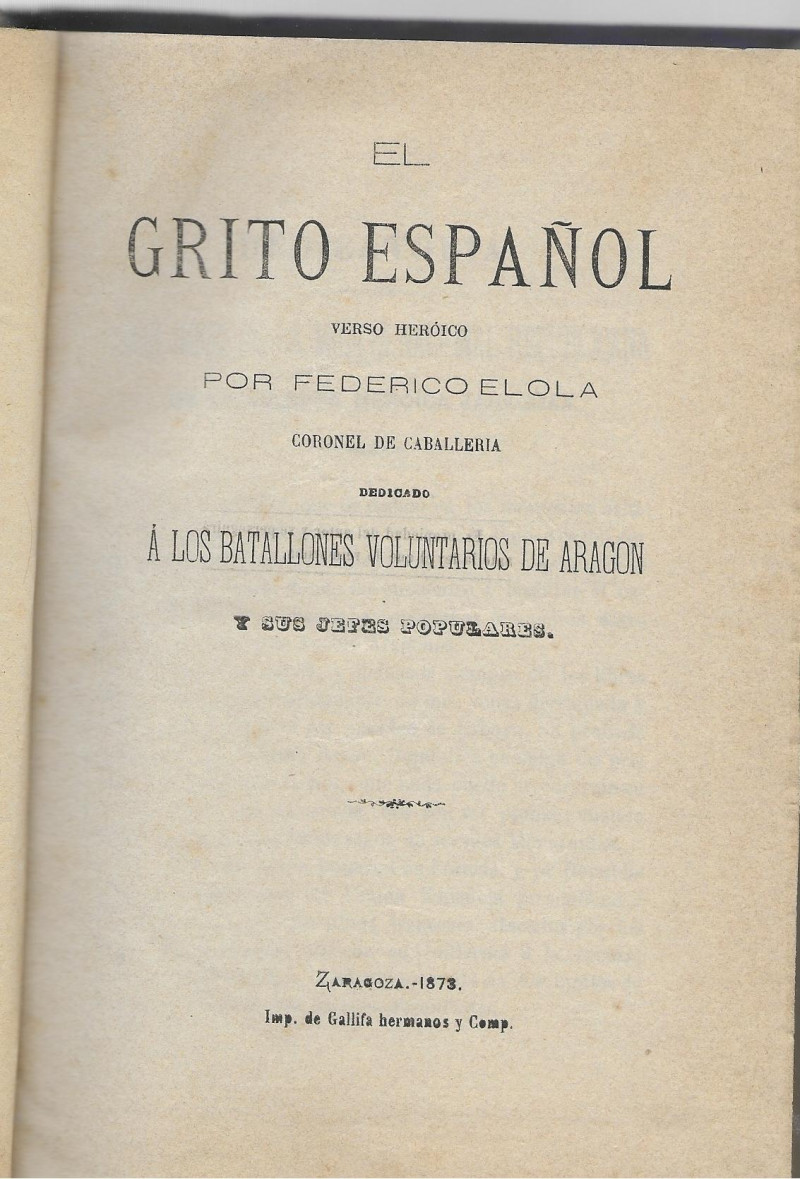 EL
GRITO ESPAÑOL
VERSO HERÓICO
POR FEDERICO ELOLA
CORONEL DE CABALLERIA
DEDICADO
Á LOS BATALLONES VOLUNTARIOS DE ARAGON
Y SUS JEFES POPULARES.
ZARAGOZA.-1873.
Imp. de Gallifa hermanos y Comp.